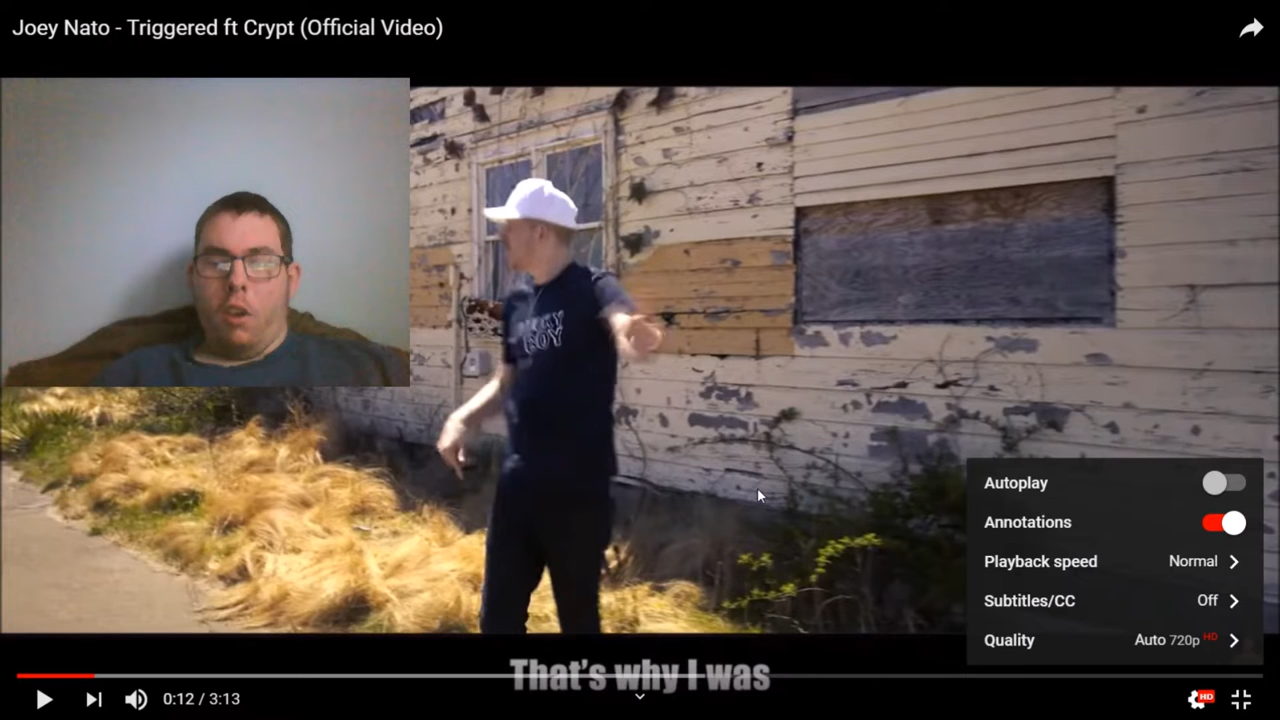 Joey Nato - Triggered ft Crypt (Official Video)
BOY
Autoplay
Annotations
Playback speed Normal
Subtitles/CC Off
Quality Auto 720p HD
That's why I was
0:12 / 3:13
HD